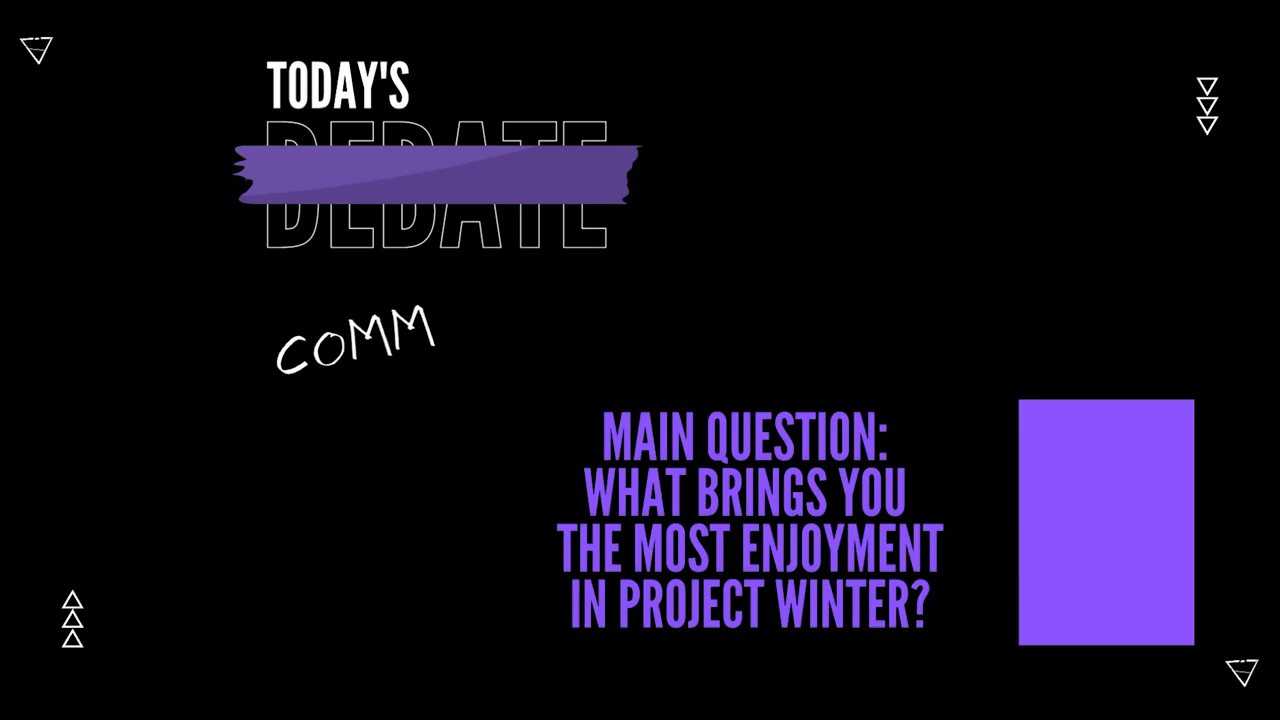 TODAY'S
DEBATE
COMM
MAIN QUESTION:
WHAT BRINGS YOU
THE MOST ENJOYMENT
IN PROJECT WINTER?